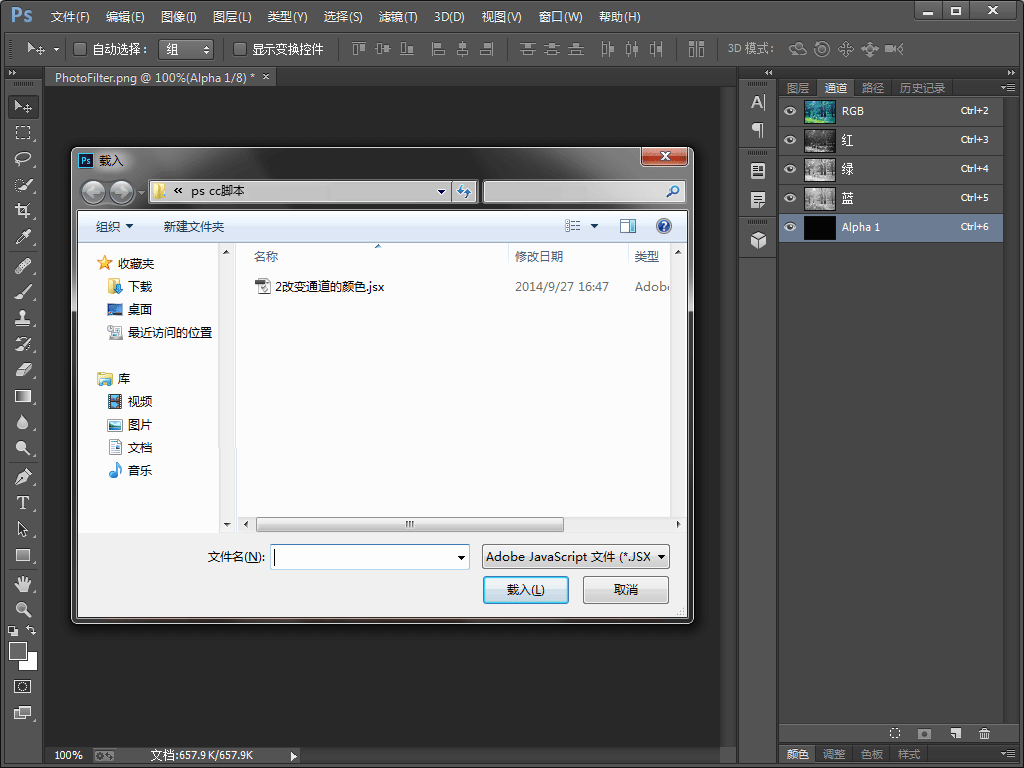 Ps 文件(F) 编辑(E) 图像(I) 图层(L) 类型(Y) 选择(S) 滤镜(T) 3D(D) 视图(V) 窗口(W) 帮助(H)
自动选择: 组 显示变换控件 3D 模式:
PhotoFilter.png @ 100%(Alpha 1/8) * ×
图层 通道 路径 历史记录
RGB Ctrl+2
红 Ctrl+3
绿 Ctrl+4
蓝 Ctrl+5
Alpha 1 Ctrl+6
Ps 载入
« ps cc脚本
组织 新建文件夹
名称 修改日期 类型
2改变通道的颜色.jsx 2014/9/27 16:47 Adob
收藏夹
下载
桌面
最近访问的位置
库
视频
图片
文档
音乐
文件名(N): Adobe JavaScript 文件 (*.JSX
载入(L) 取消
100% 文档:657.9K/657.9K
颜色 调整 色板 样式